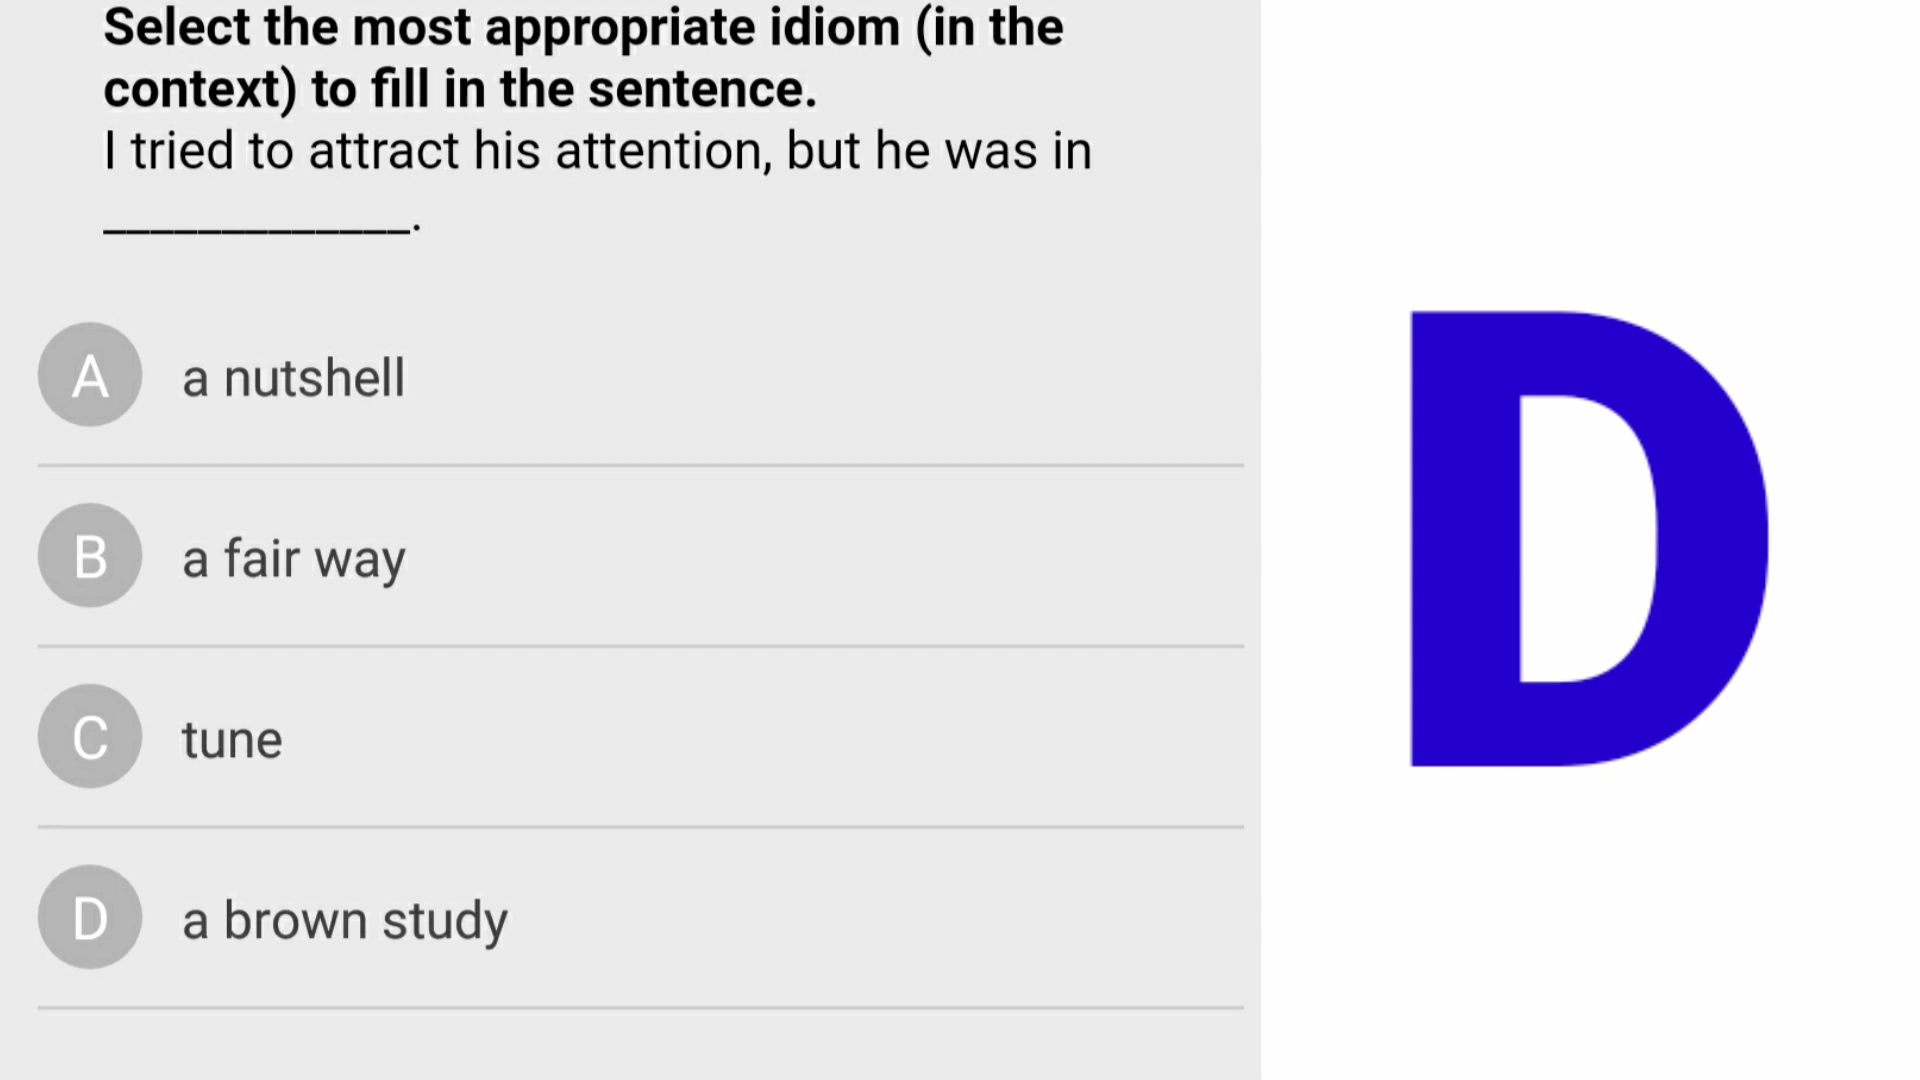 Select the most appropriate idiom (in the
context) to fill in the sentence.
I tried to attract his attention, but he was in
_____________.
A a nutshell
B a fair way
C tune
D a brown study
D